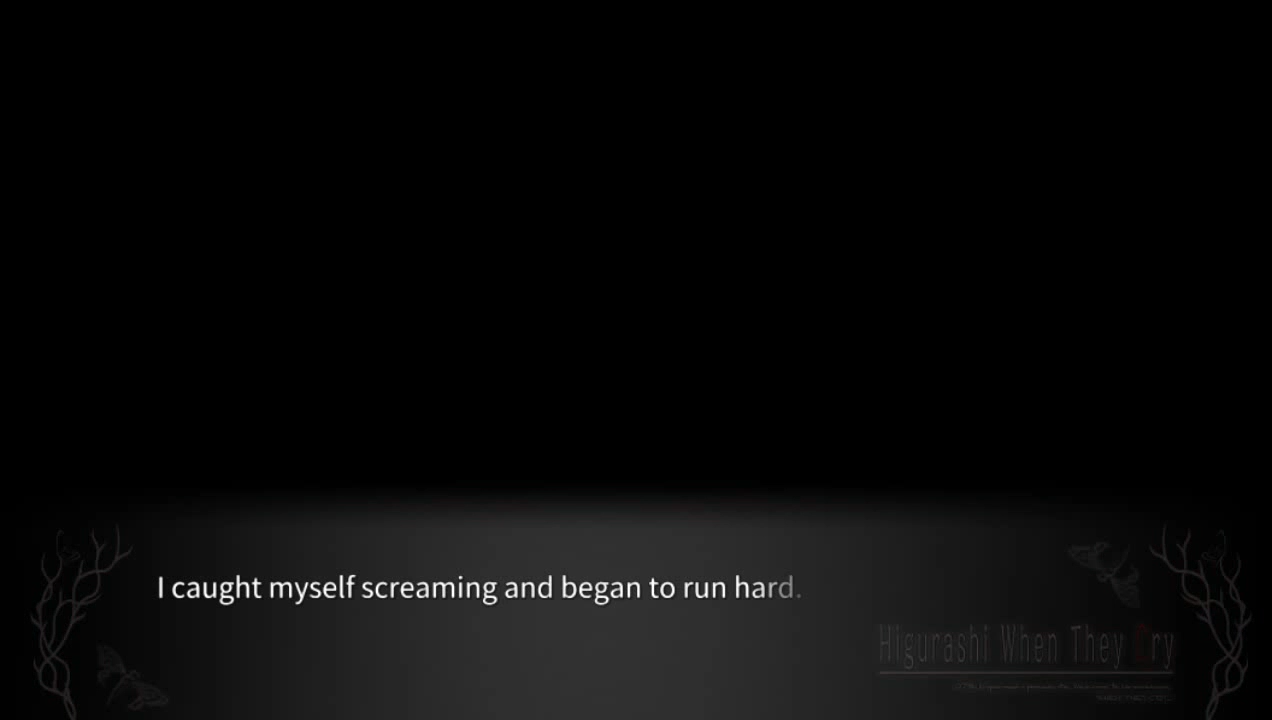 I caught myself screaming and began to run hard.
Higurashi When They Cry